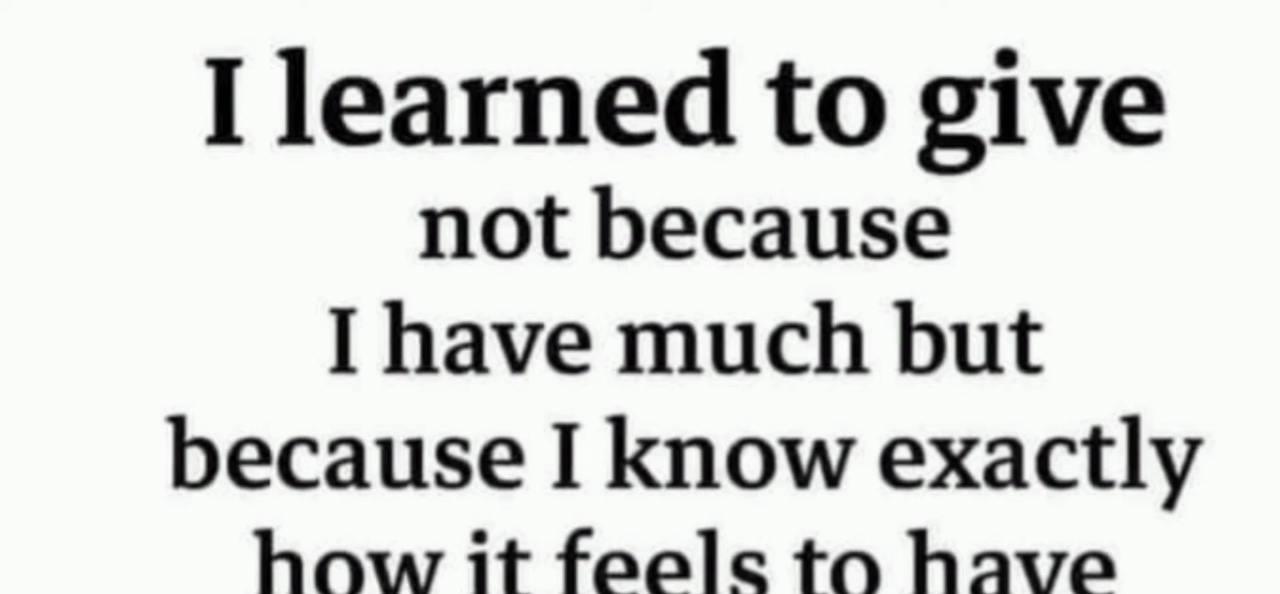 I learned to give
not because
I have much but
because I know exactly
how it feels to have